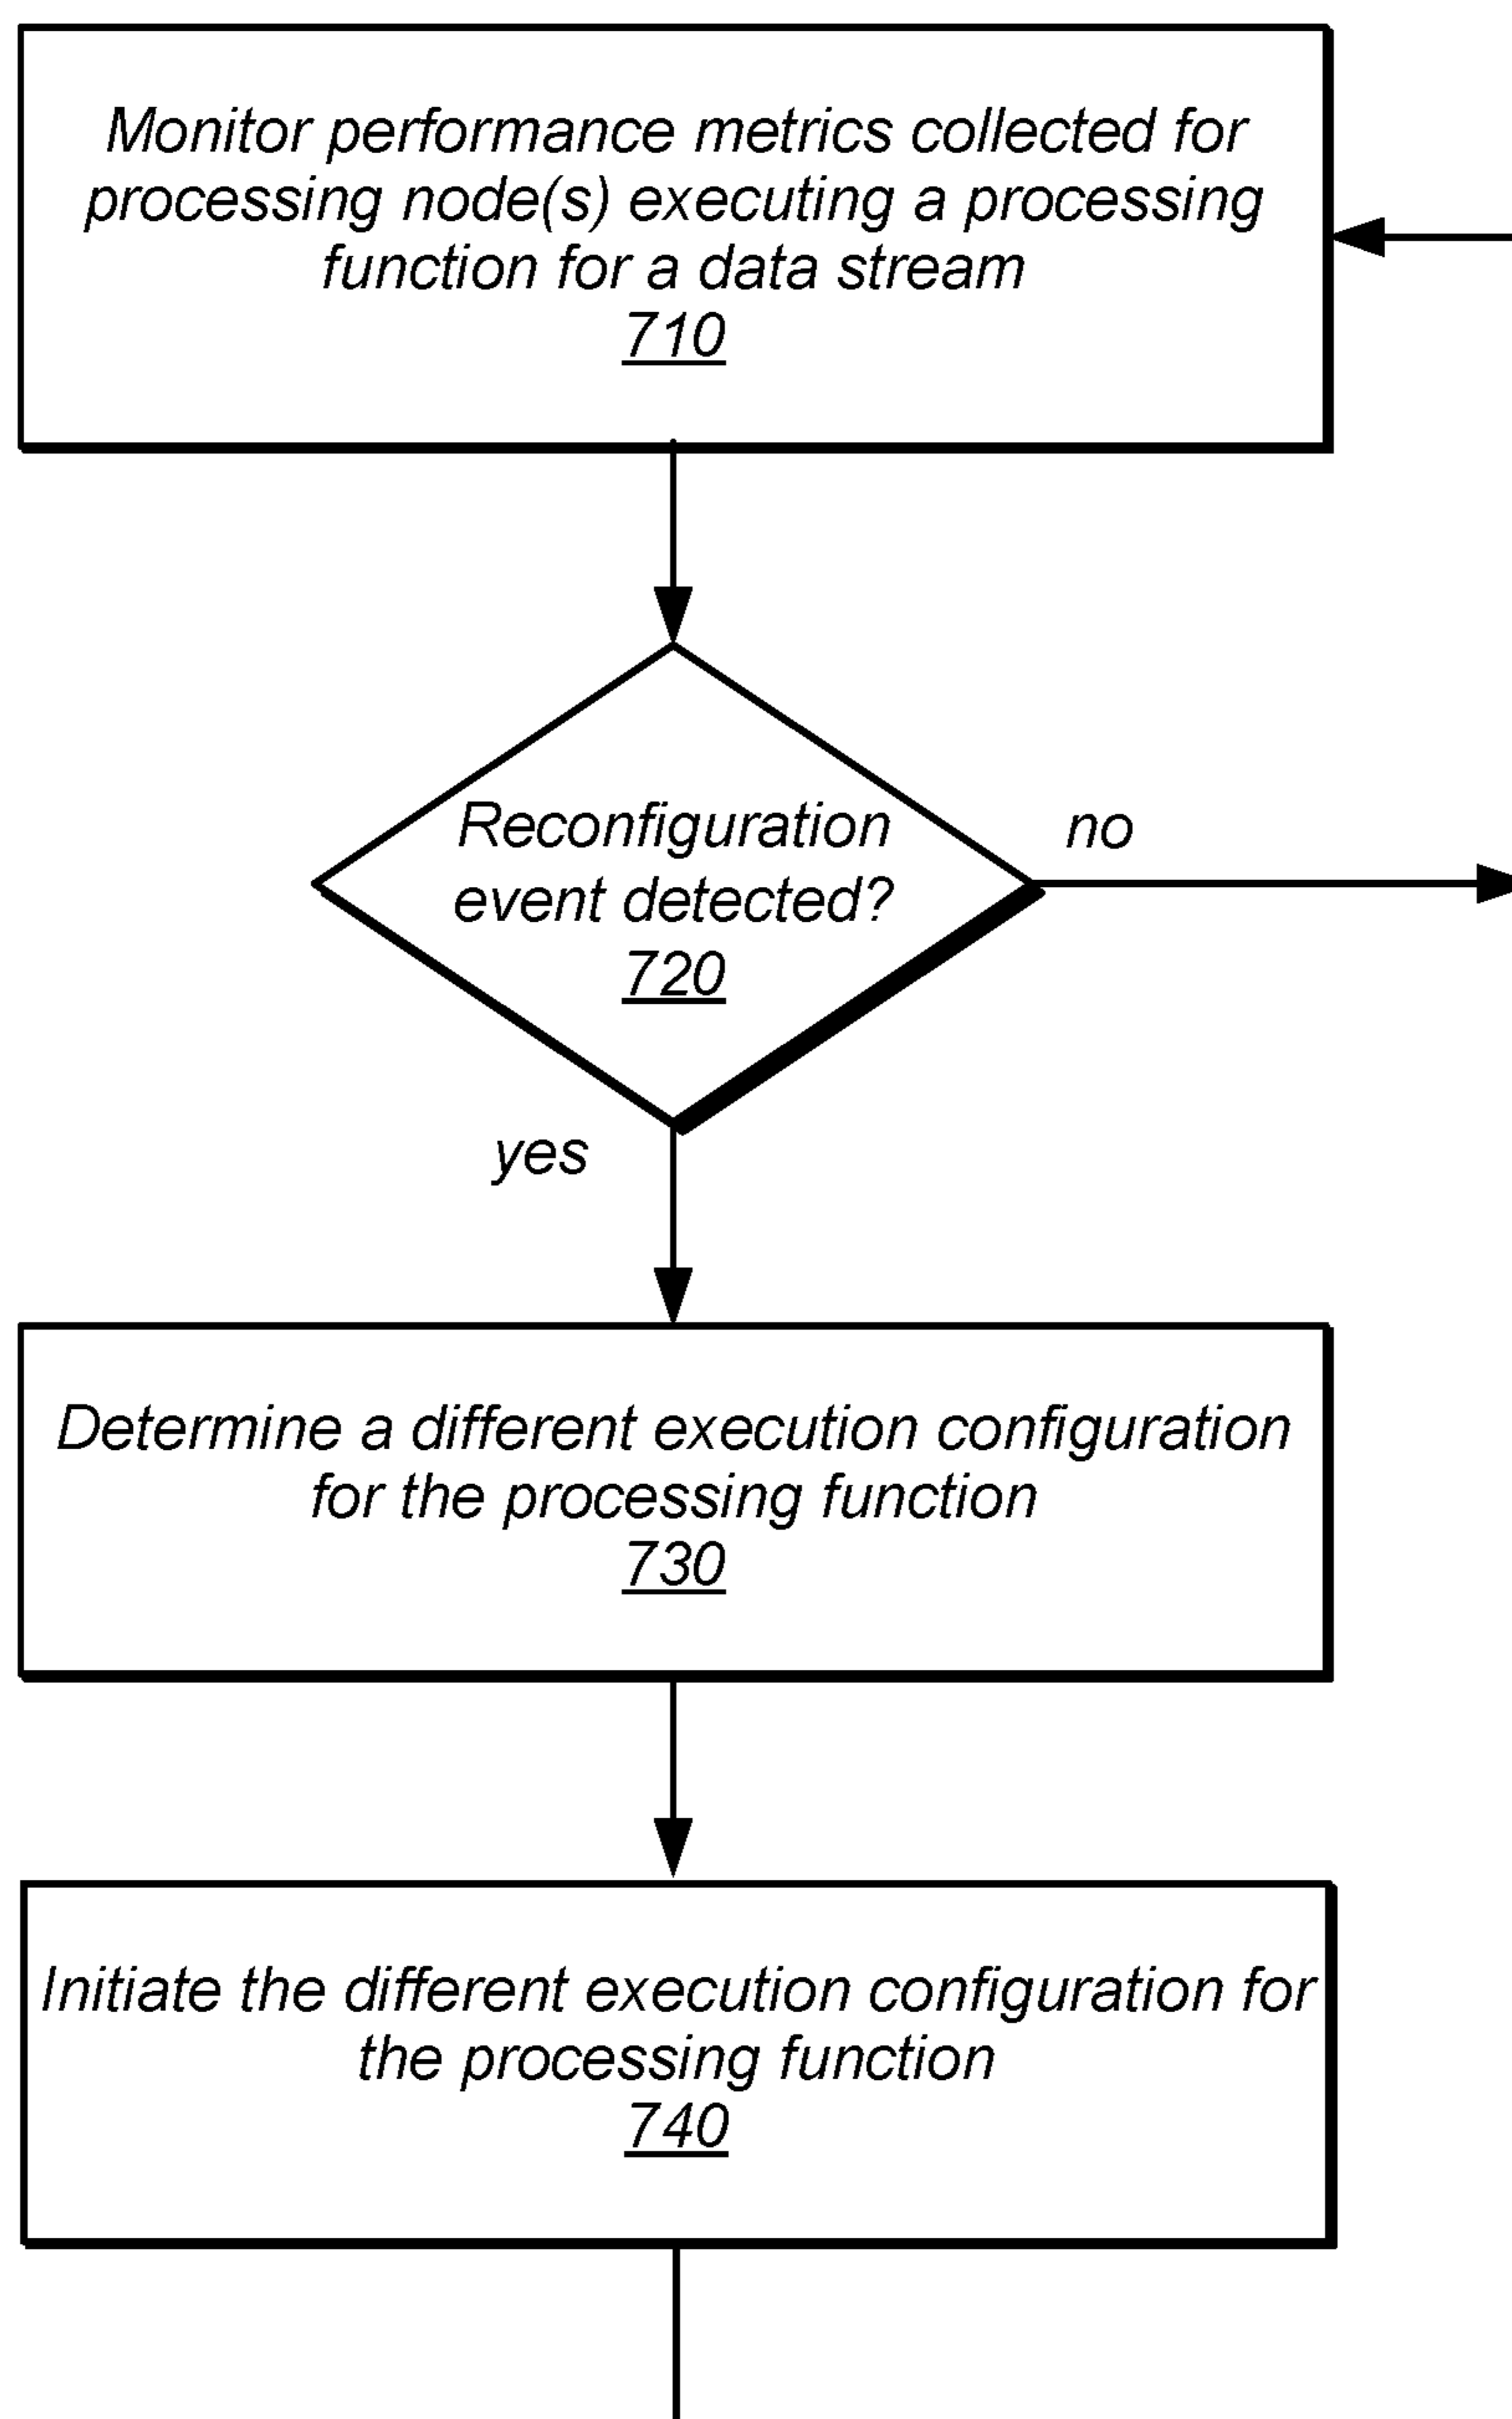 Monitor performance metrics collected for
processing node(s) executing a processing
function for a data stream
710
Reconfiguration
event detected?
720
no
yes
Determine a different execution configuration
for the processing function
730
Initiate the different execution configuration for
the processing function
740